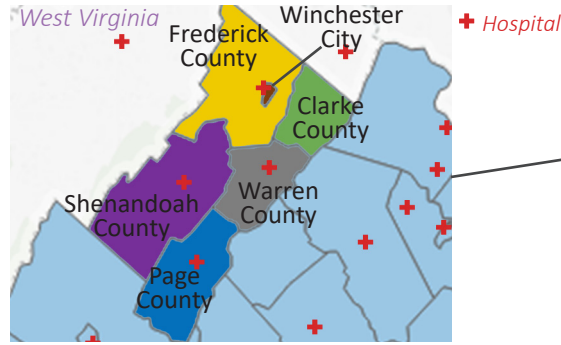 West Virginia
Winchester
City
Hospital
Frederick
County
Clarke
County
Shenandoah
County
Warren
County
Page
County